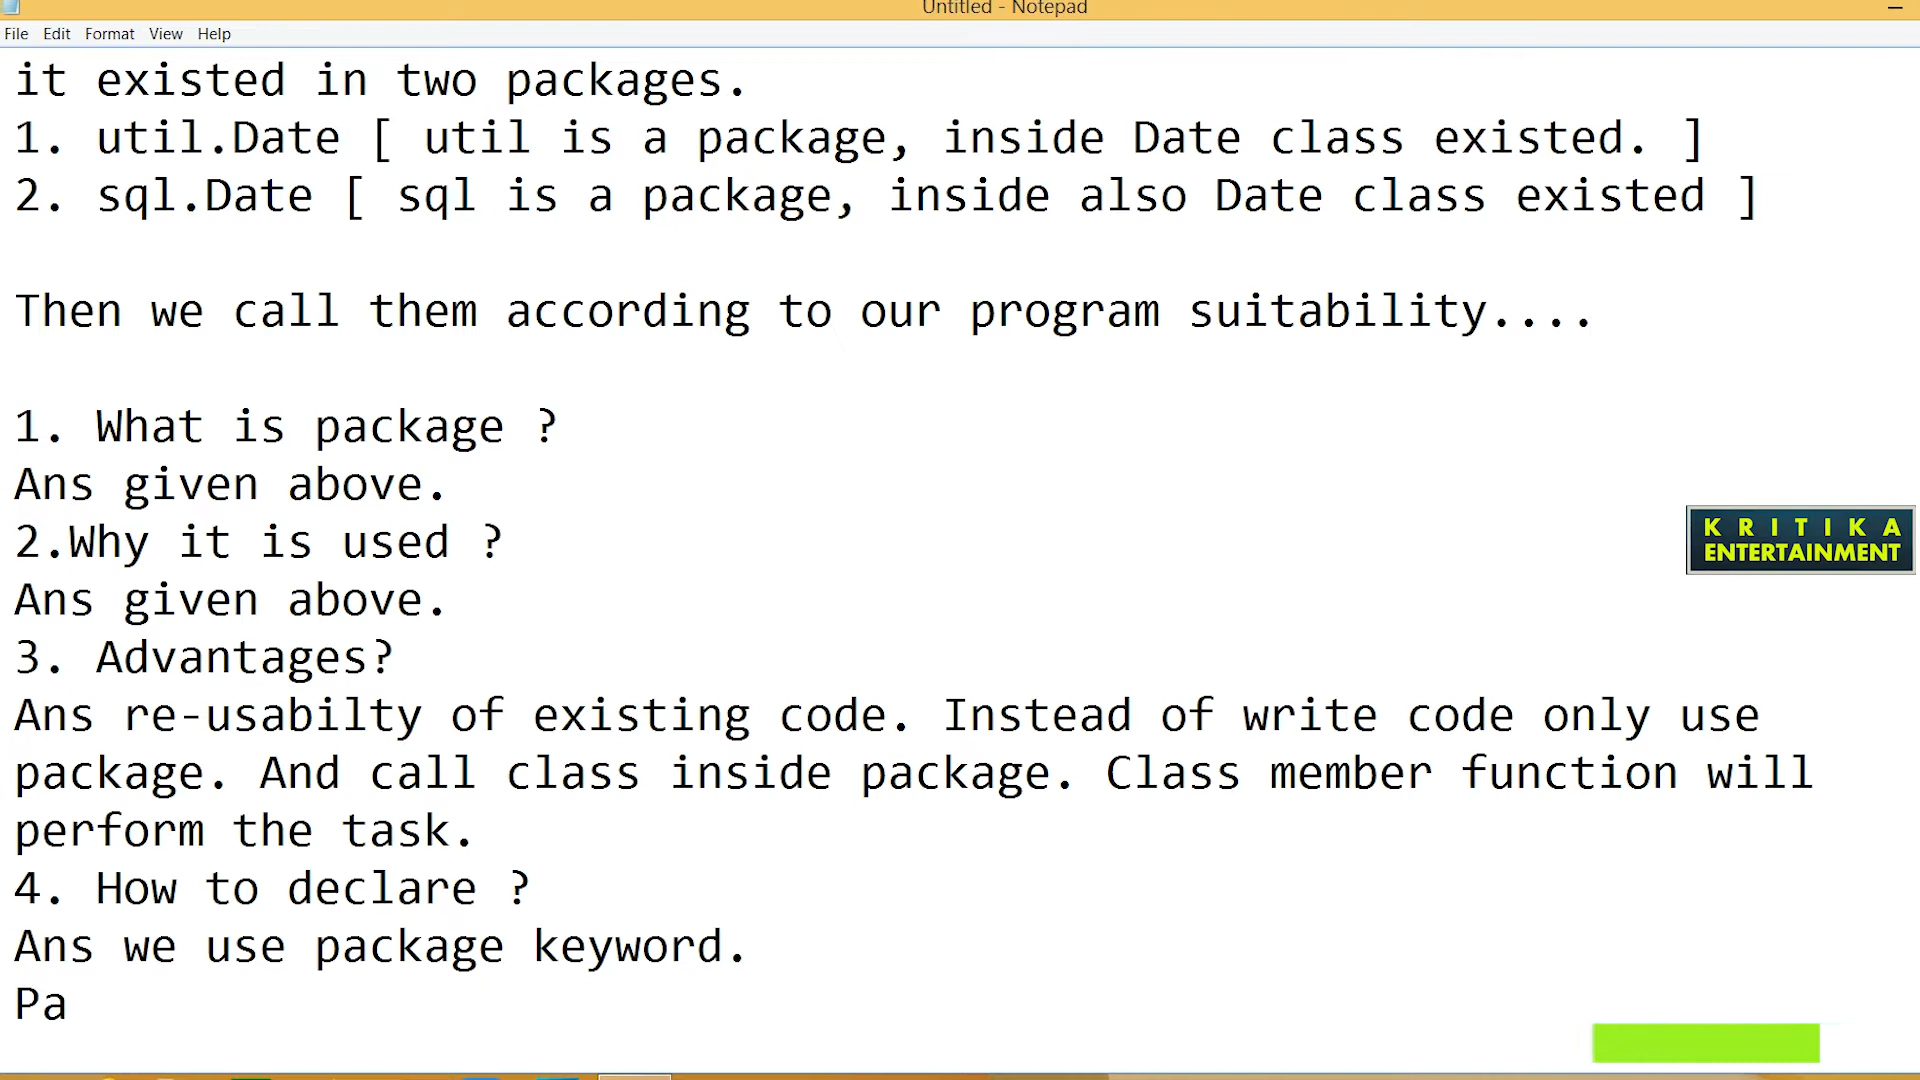 Untitled - Notepad
File Edit Format View Help
it existed in two packages.
1. util.Date [ util is a package, inside Date class existed. ]
2. sql.Date [ sql is a package, inside also Date class existed ]
Then we call them according to our program suitability....
1. What is package ?
Ans given above.
2.Why it is used ?
Ans given above.
3. Advantages?
Ans re-usabilty of existing code. Instead of write code only use
package. And call class inside package. Class member function will
perform the task.
4. How to declare ?
Ans we use package keyword.
Pa
KRITIKA
ENTERTAINMENT